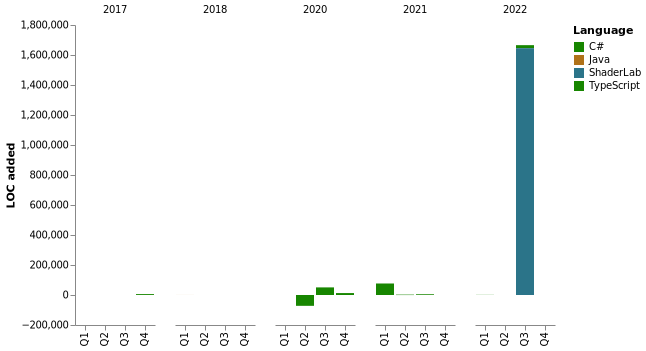 2017 2018 2020 2021 2022
Language
C#
Java
ShaderLab
TypeScript
LOC added
1,800,000
1,600,000
1,400,000
1,200,000
1,000,000
800,000
600,000
400,000
200,000
0
−200,000
Q1 Q2 Q3 Q4 Q1 Q2 Q3 Q4 Q1 Q2 Q3 Q4 Q1 Q2 Q3 Q4 Q1 Q2 Q3 Q4